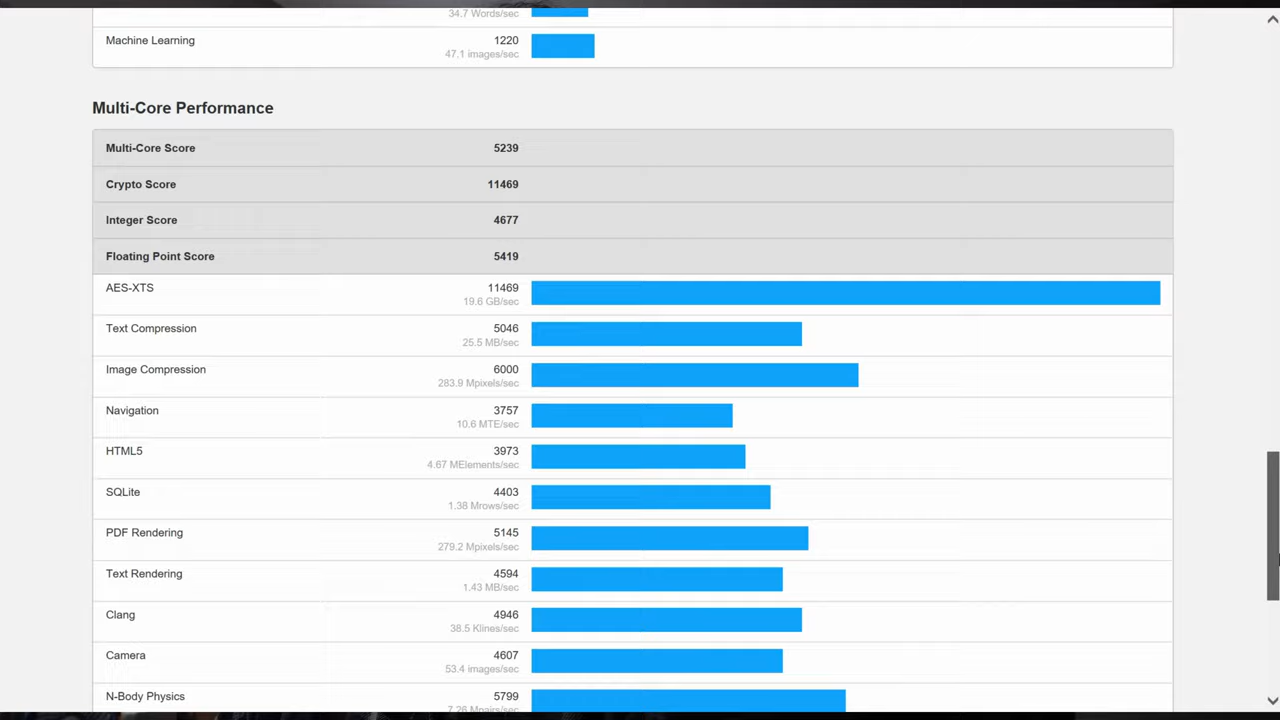 34.7 Words/sec
Machine Learning 1220
47.1 images/sec
Multi-Core Performance
Multi-Core Score 5239
Crypto Score 11469
Integer Score 4677
Floating Point Score 5419
AES-XTS 11469
19.6 GB/sec
Text Compression 5046
25.5 MB/sec
Image Compression 6000
283.9 Mpixels/sec
Navigation 3757
10.6 MTE/sec
HTML5 3973
4.67 MElements/sec
SQLite 4403
1.38 Mrows/sec
PDF Rendering 5145
279.2 Mpixels/sec
Text Rendering 4594
1.43 MB/sec
Clang 4946
38.5 Klines/sec
Camera 4607
53.4 images/sec
N-Body Physics 5799
7.26 Mpairs/sec